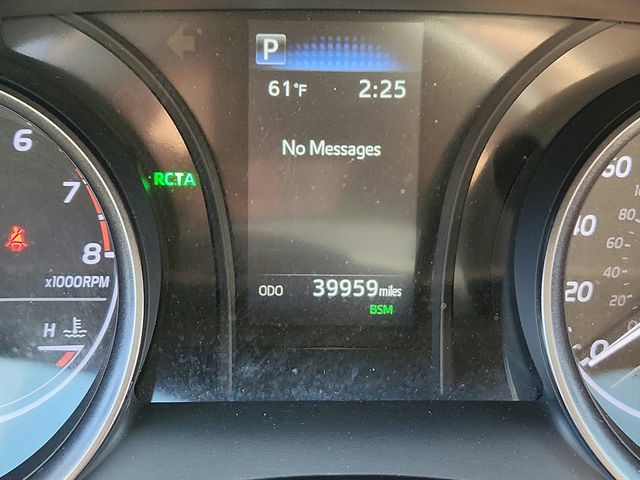 P
61°F 2:25
No Messages
ODO 39959 miles
BSM
RCTA
6
7
8
x1000RPM
H
60
40
20
0
80
40
20